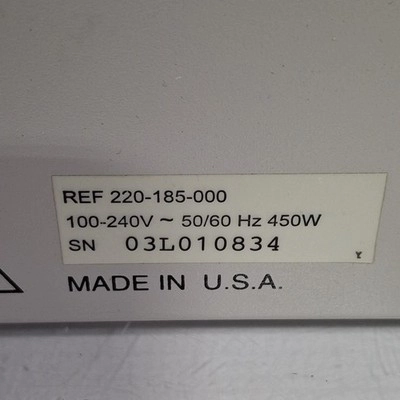 REF 220-185-000
100-240V ~ 50/60 Hz 450W
SN 03L010834
Y
MADE IN U.S.A.